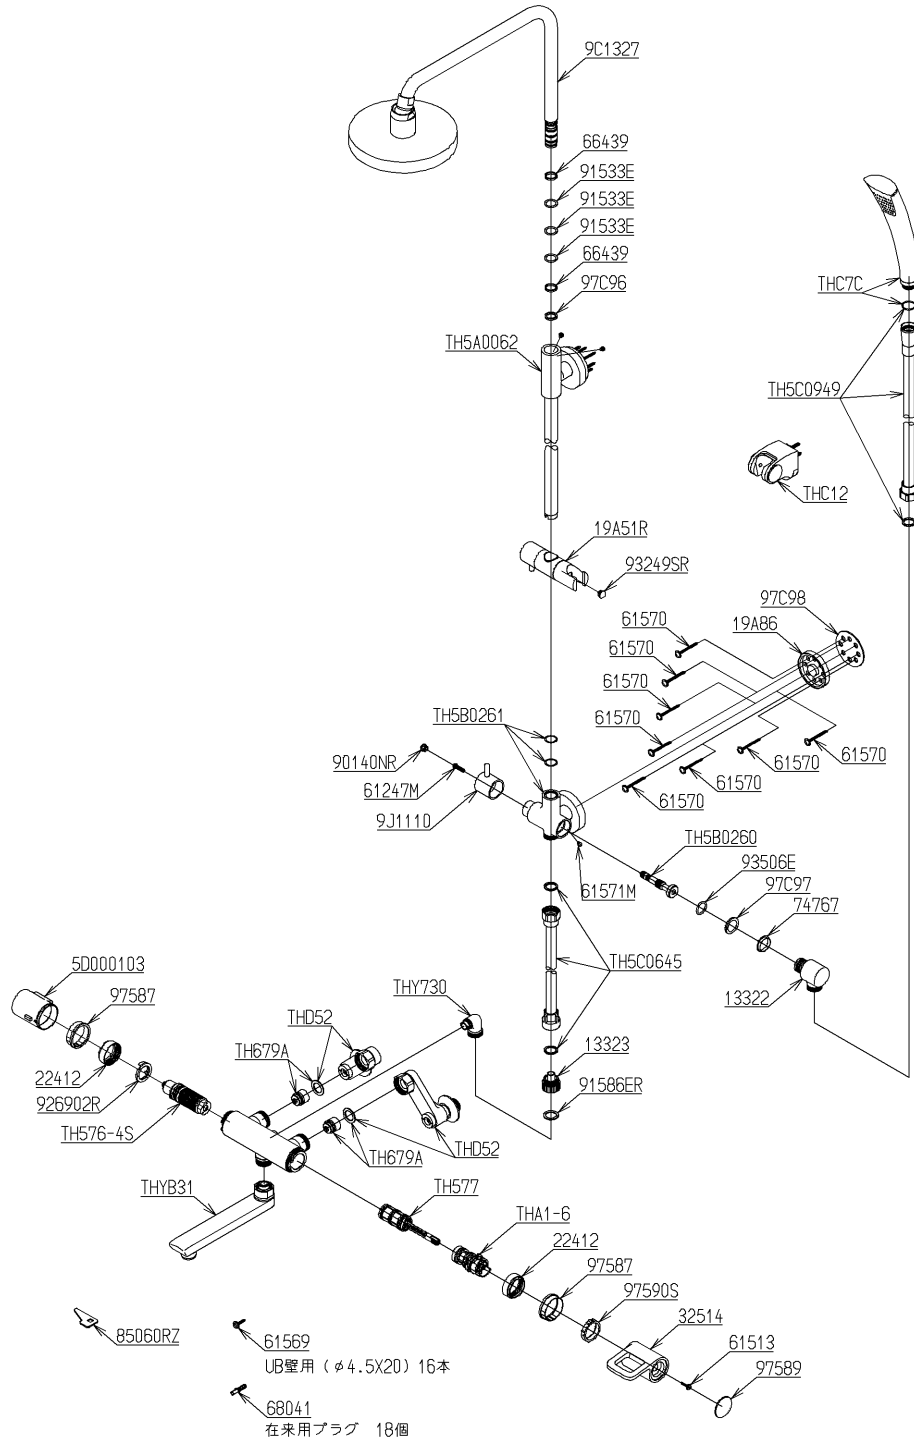 9C1327
66439
91533E
91533E
91533E
66439
97C96
THC7C
TH5A0062
TH5C0949
THC12
19A51R
93249SR
97C98
61570
19A86
61570
61570
61570
TH5B0261
61570
61570
61570
61570
90140NR
61247M
9J1110
TH5B0260
93506E
61571M
97C97
74767
5D000103
TH5C0645
97587
THY730
13322
THD52
TH679A
13323
22412
91586ER
926902R
TH576-4S
TH679A
THD52
THYB31
TH577
THA1-6
22412
97587
97590S
32514
85060RZ
61569
UB壁用（φ4.5X20）16本
61513
97589
68041
在来用プラグ 18個